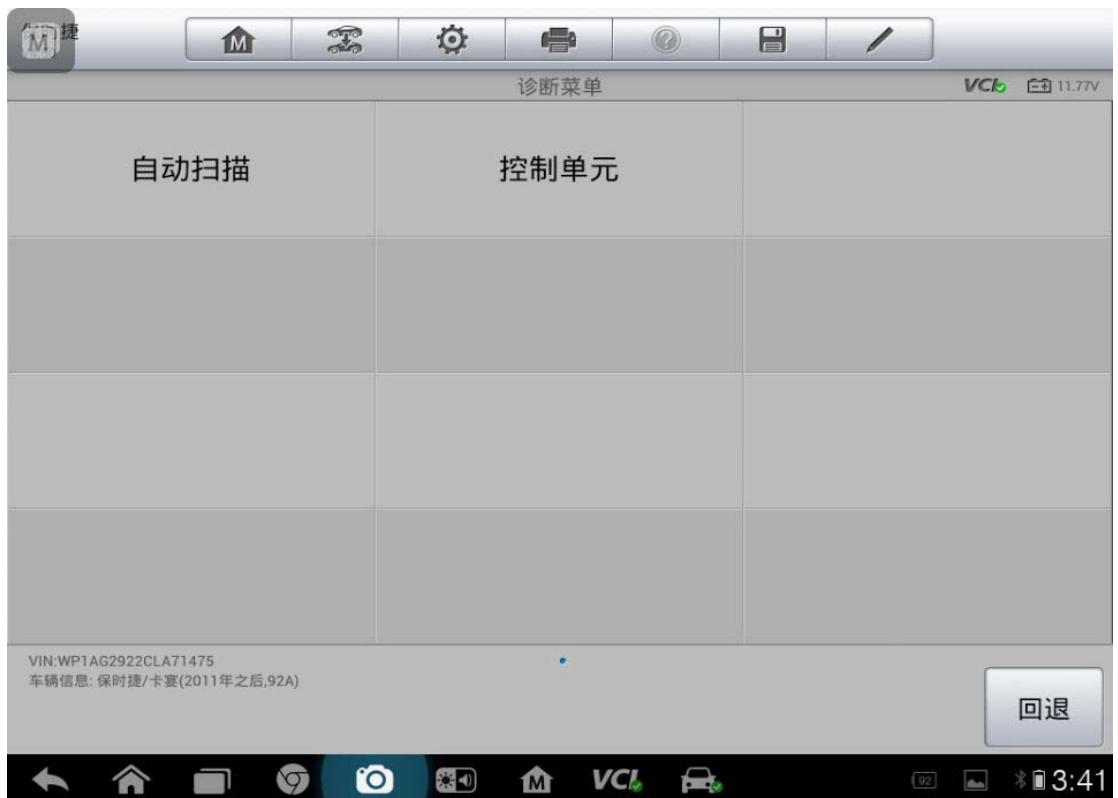 捷
M
M
诊断菜单
VCI
11.77V
自动扫描
控制单元
VIN:WP1AG2922CLA71475
车辆信息: 保时捷/卡宴(2011年之后,92A)
回退
M
VCI
92
3:41